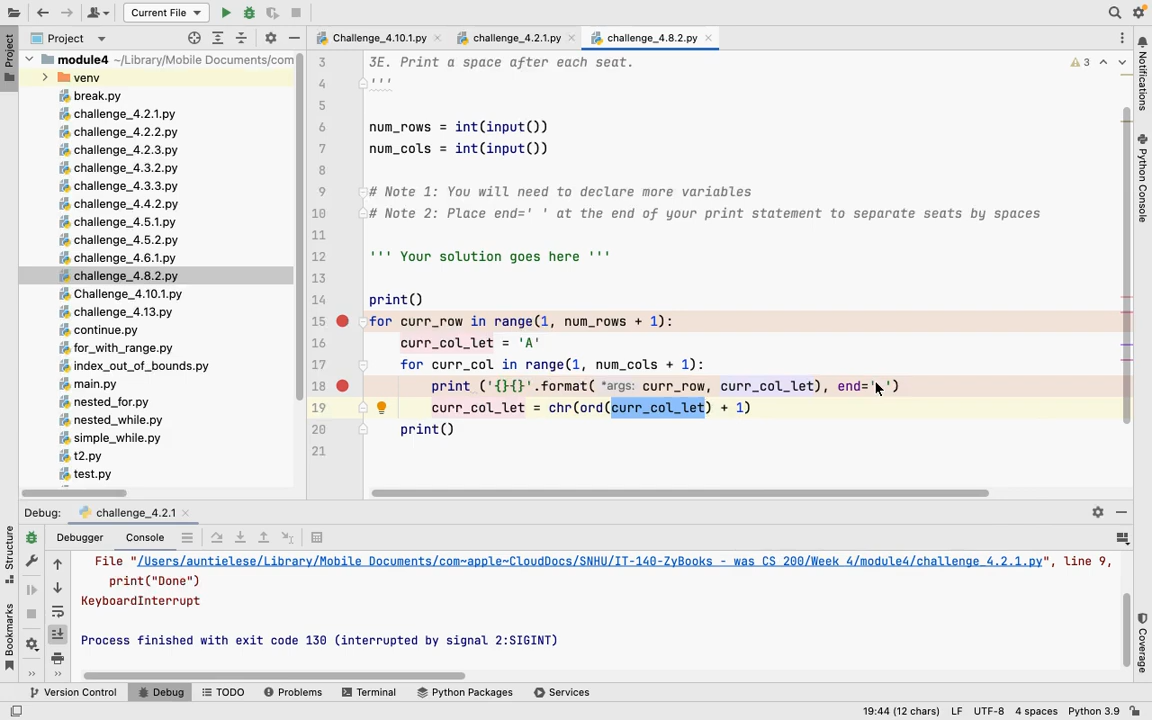 Current File
Project
Challenge_4.10.1.py
challenge_4.2.1.py
challenge_4.8.2.py
module4 ~/Library/Mobile Documents/com
venv
break.py
challenge_4.2.1.py
challenge_4.2.2.py
challenge_4.2.3.py
challenge_4.3.2.py
challenge_4.3.3.py
challenge_4.4.2.py
challenge_4.5.1.py
challenge_4.5.2.py
challenge_4.6.1.py
challenge_4.8.2.py
Challenge_4.10.1.py
challenge_4.13.py
continue.py
for_with_range.py
index_out_of_bounds.py
main.py
nested_for.py
nested_while.py
simple_while.py
t2.py
test.py
3 3E. Print a space after each seat.
4 '''
5
6 num_rows = int(input())
7 num_cols = int(input())
8
9 # Note 1: You will need to declare more variables
10 # Note 2: Place end=' ' at the end of your print statement to separate seats by spaces
11
12 ''' Your solution goes here '''
13
14 print()
15 for curr_row in range(1, num_rows + 1):
16 curr_col_let = 'A'
17 for curr_col in range(1, num_cols + 1):
18 print ('{}{}'.format( *args: curr_row, curr_col_let), end=' ')
19 curr_col_let = chr(ord(curr_col_let) + 1)
20 print()
21
3
Project
Structure
Bookmarks
Notifications
Python Console
Coverage
Debug: challenge_4.2.1
Debugger Console
File "/Users/auntielese/Library/Mobile Documents/com~apple~CloudDocs/SNHU/IT-140-ZyBooks - was CS 200/Week 4/module4/challenge_4.2.1.py", line 9,
print("Done")
KeyboardInterrupt
Process finished with exit code 130 (interrupted by signal 2:SIGINT)
Version Control Debug TODO Problems Terminal Python Packages Services
19:44 (12 chars) LF UTF-8 4 spaces Python 3.9